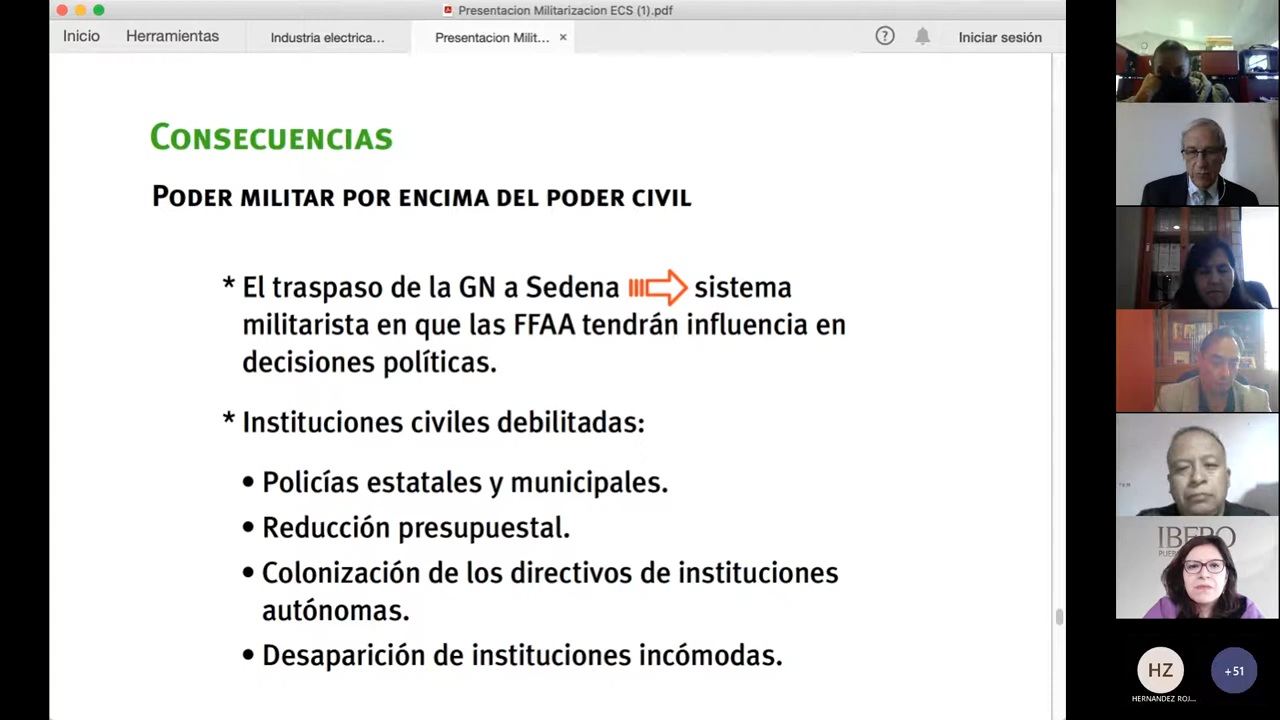 Presentacion Militarizacion ECS (1).pdf
Inicio
Herramientas
Industria electrica...
Presentacion Milit...
Iniciar sesión
CONSECUENCIAS
PODER MILITAR POR ENCIMA DEL PODER CIVIL
* El traspaso de la GN a Sedena sistema
militarista en que las FFAA tendrán influencia en
decisiones políticas.
* Instituciones civiles debilitadas:
• Policías estatales y municipales.
• Reducción presupuestal.
• Colonización de los directivos de instituciones
autónomas.
• Desaparición de instituciones incómodas.
IBERO
HZ
+51
HERNANDEZ ROJ...